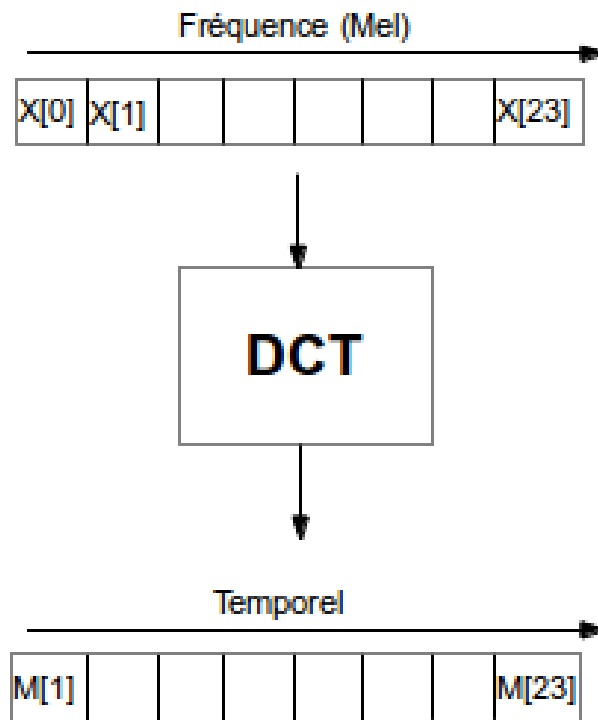 Fréquence (Mel)
X[0] X[1] X[23]
DCT
Temporel
M[1] M[23]